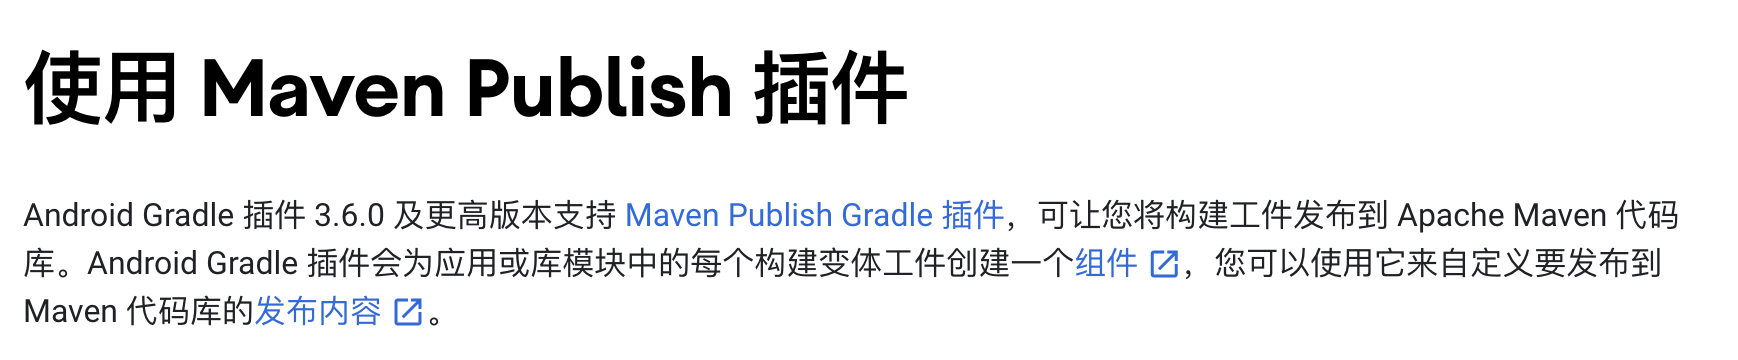 使用 Maven Publish 插件
Android Gradle 插件 3.6.0 及更高版本支持 Maven Publish Gradle 插件，可让您将构建工件发布到 Apache Maven 代码
库。Android Gradle 插件会为应用或库模块中的每个构建变体工件创建一个组件，您可以使用它来自定义要发布到
Maven 代码库的发布内容。